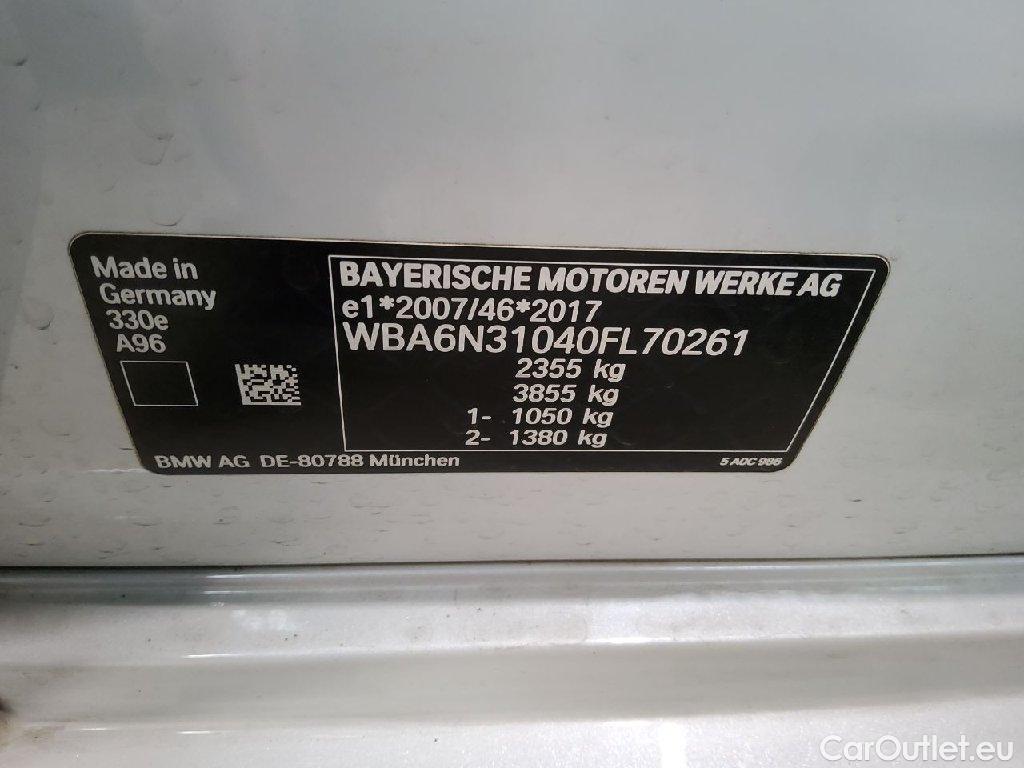 Made in
Germany
330e
A96
BAYERISCHE MOTOREN WERKE AG
e1*2007/46*2017
WBA6N31040FL70261
2355 kg
3855 kg
1- 1050 kg
2- 1380 kg
BMW AG DE-80788 München
CarOutlet.eu